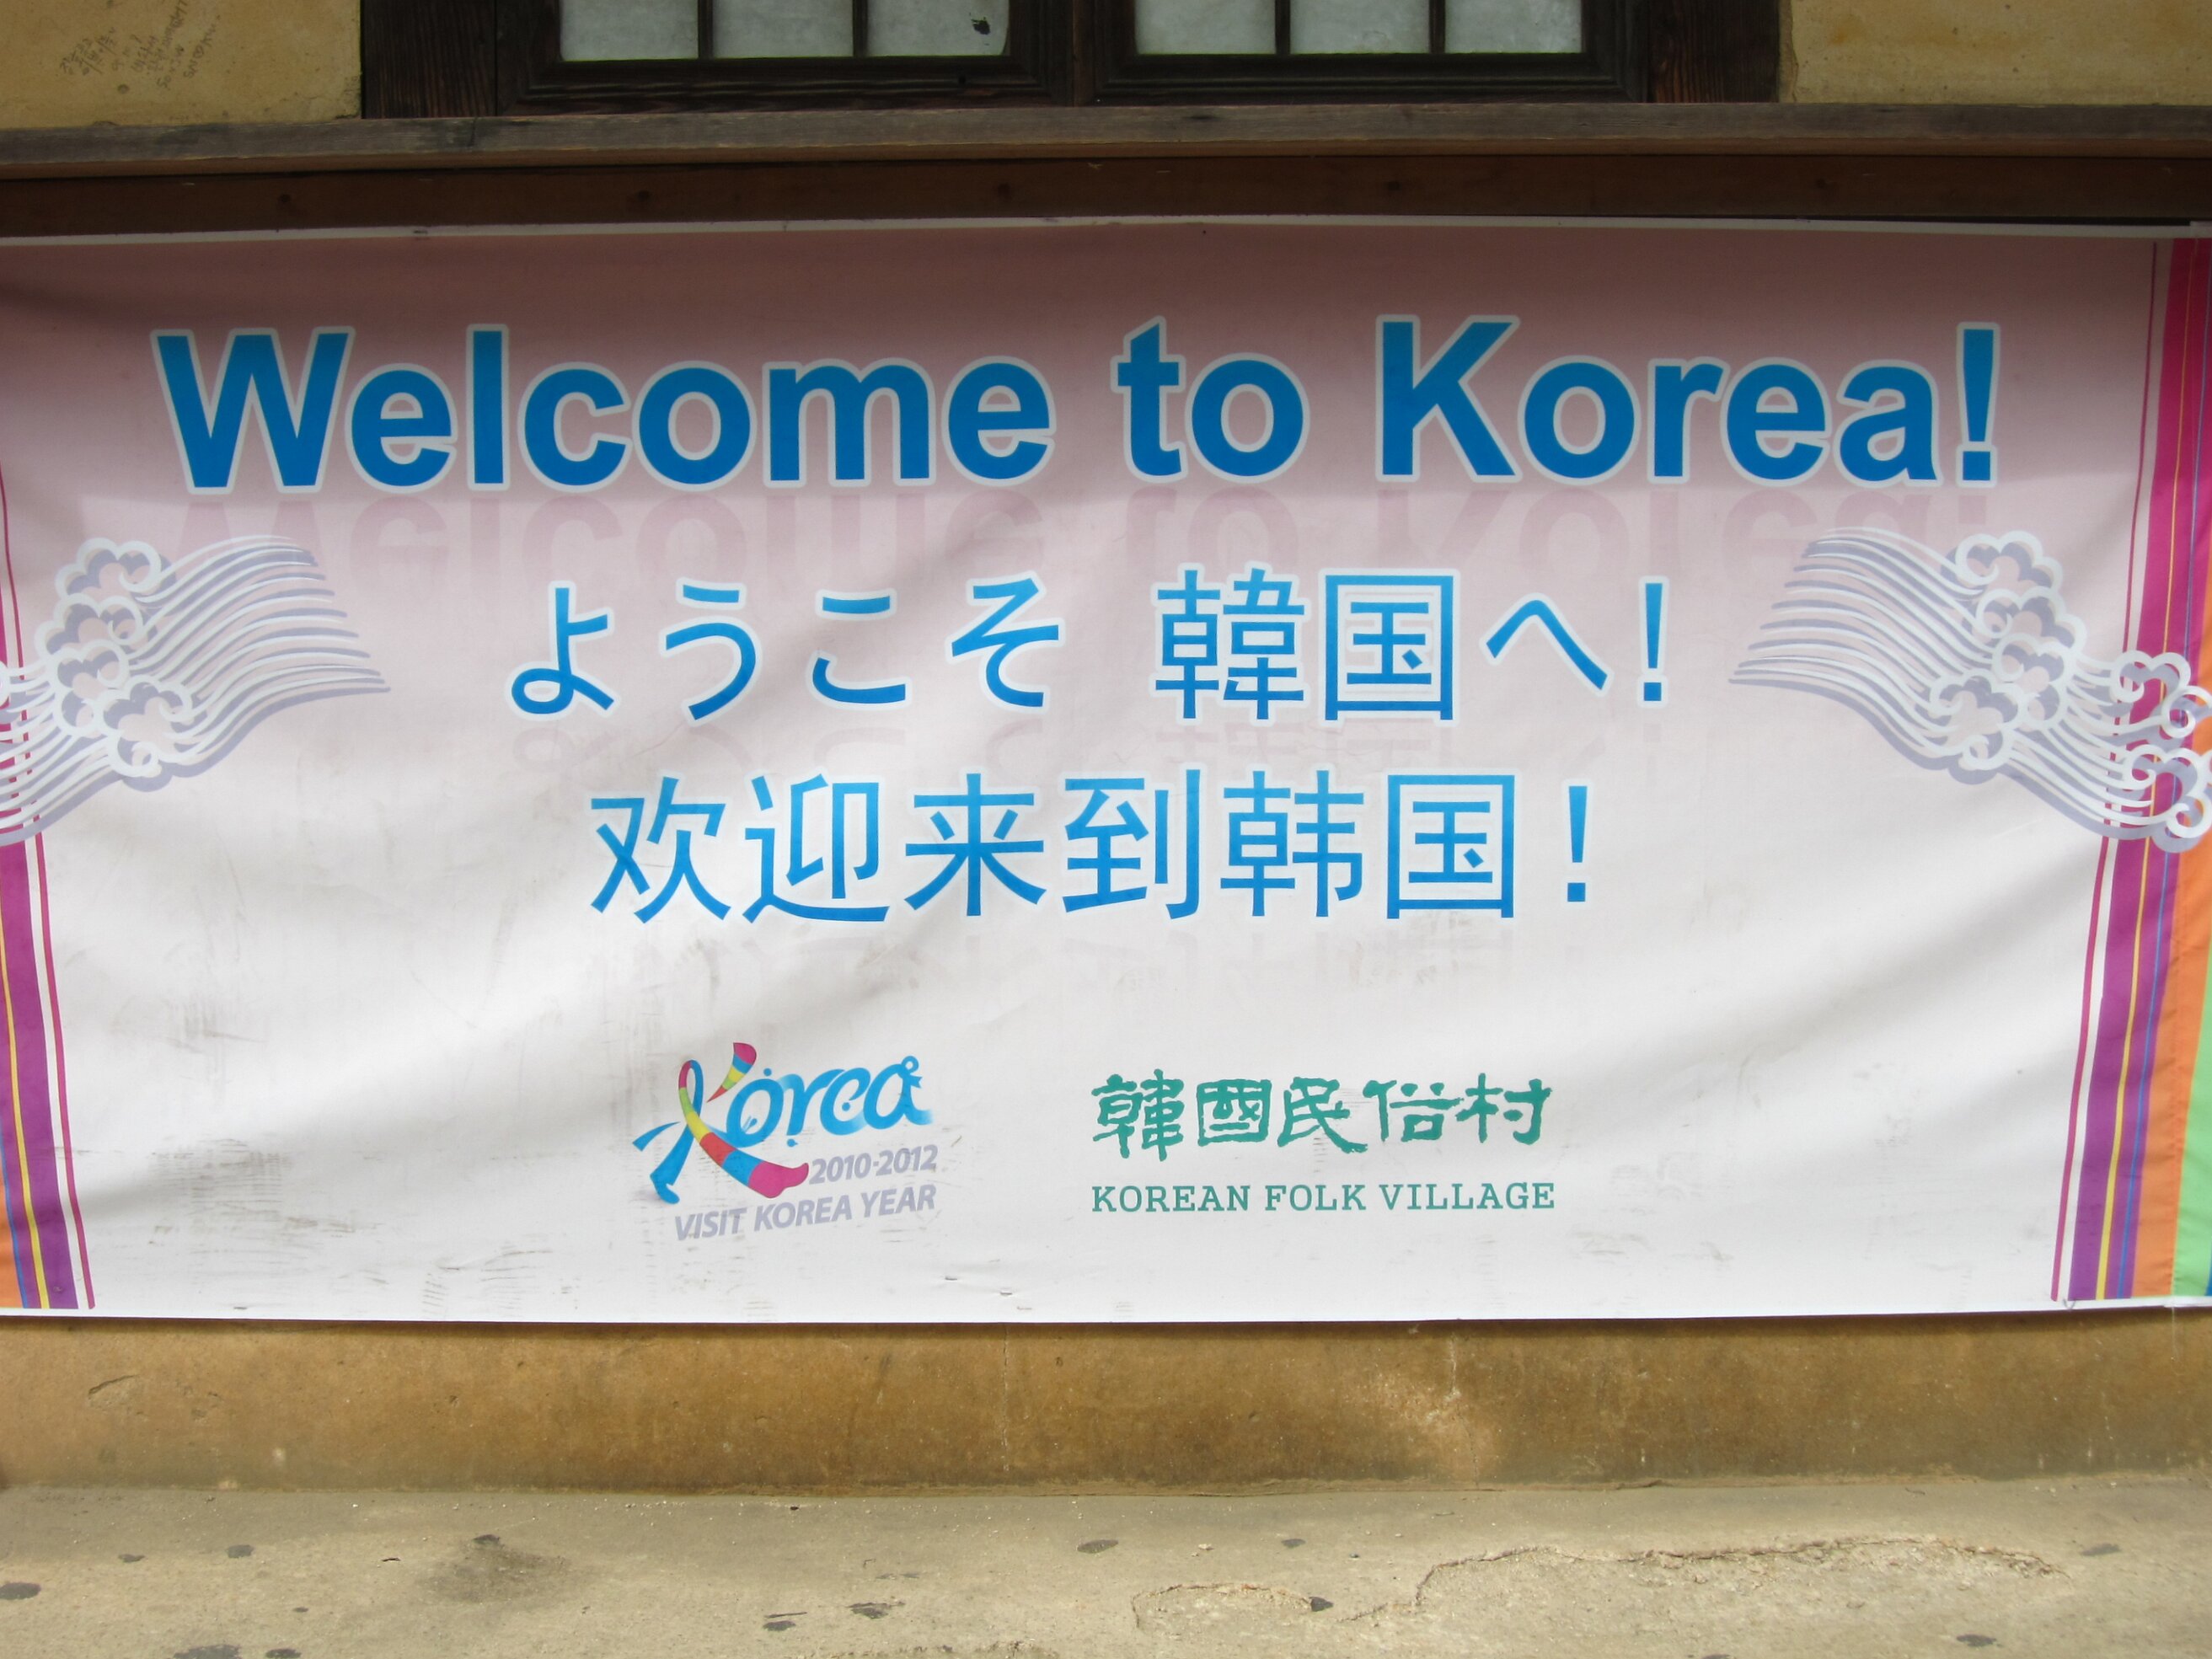 Welcome to Korea!
ようこそ 韓国へ!
欢迎来到韩国!
Korea
2010-2012
VISIT KOREA YEAR
韓國民俗村
KOREAN FOLK VILLAGE